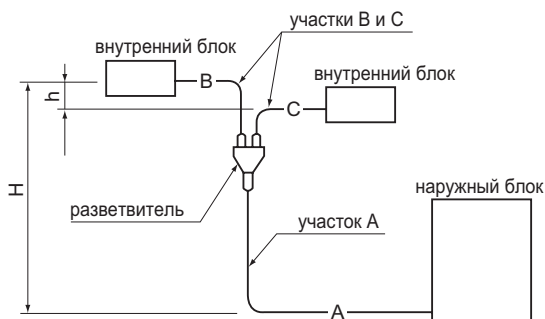 участки В и С
внутренний блок
внутренний блок
В
h
С
H
наружный блок
разветвитель
участок А
А